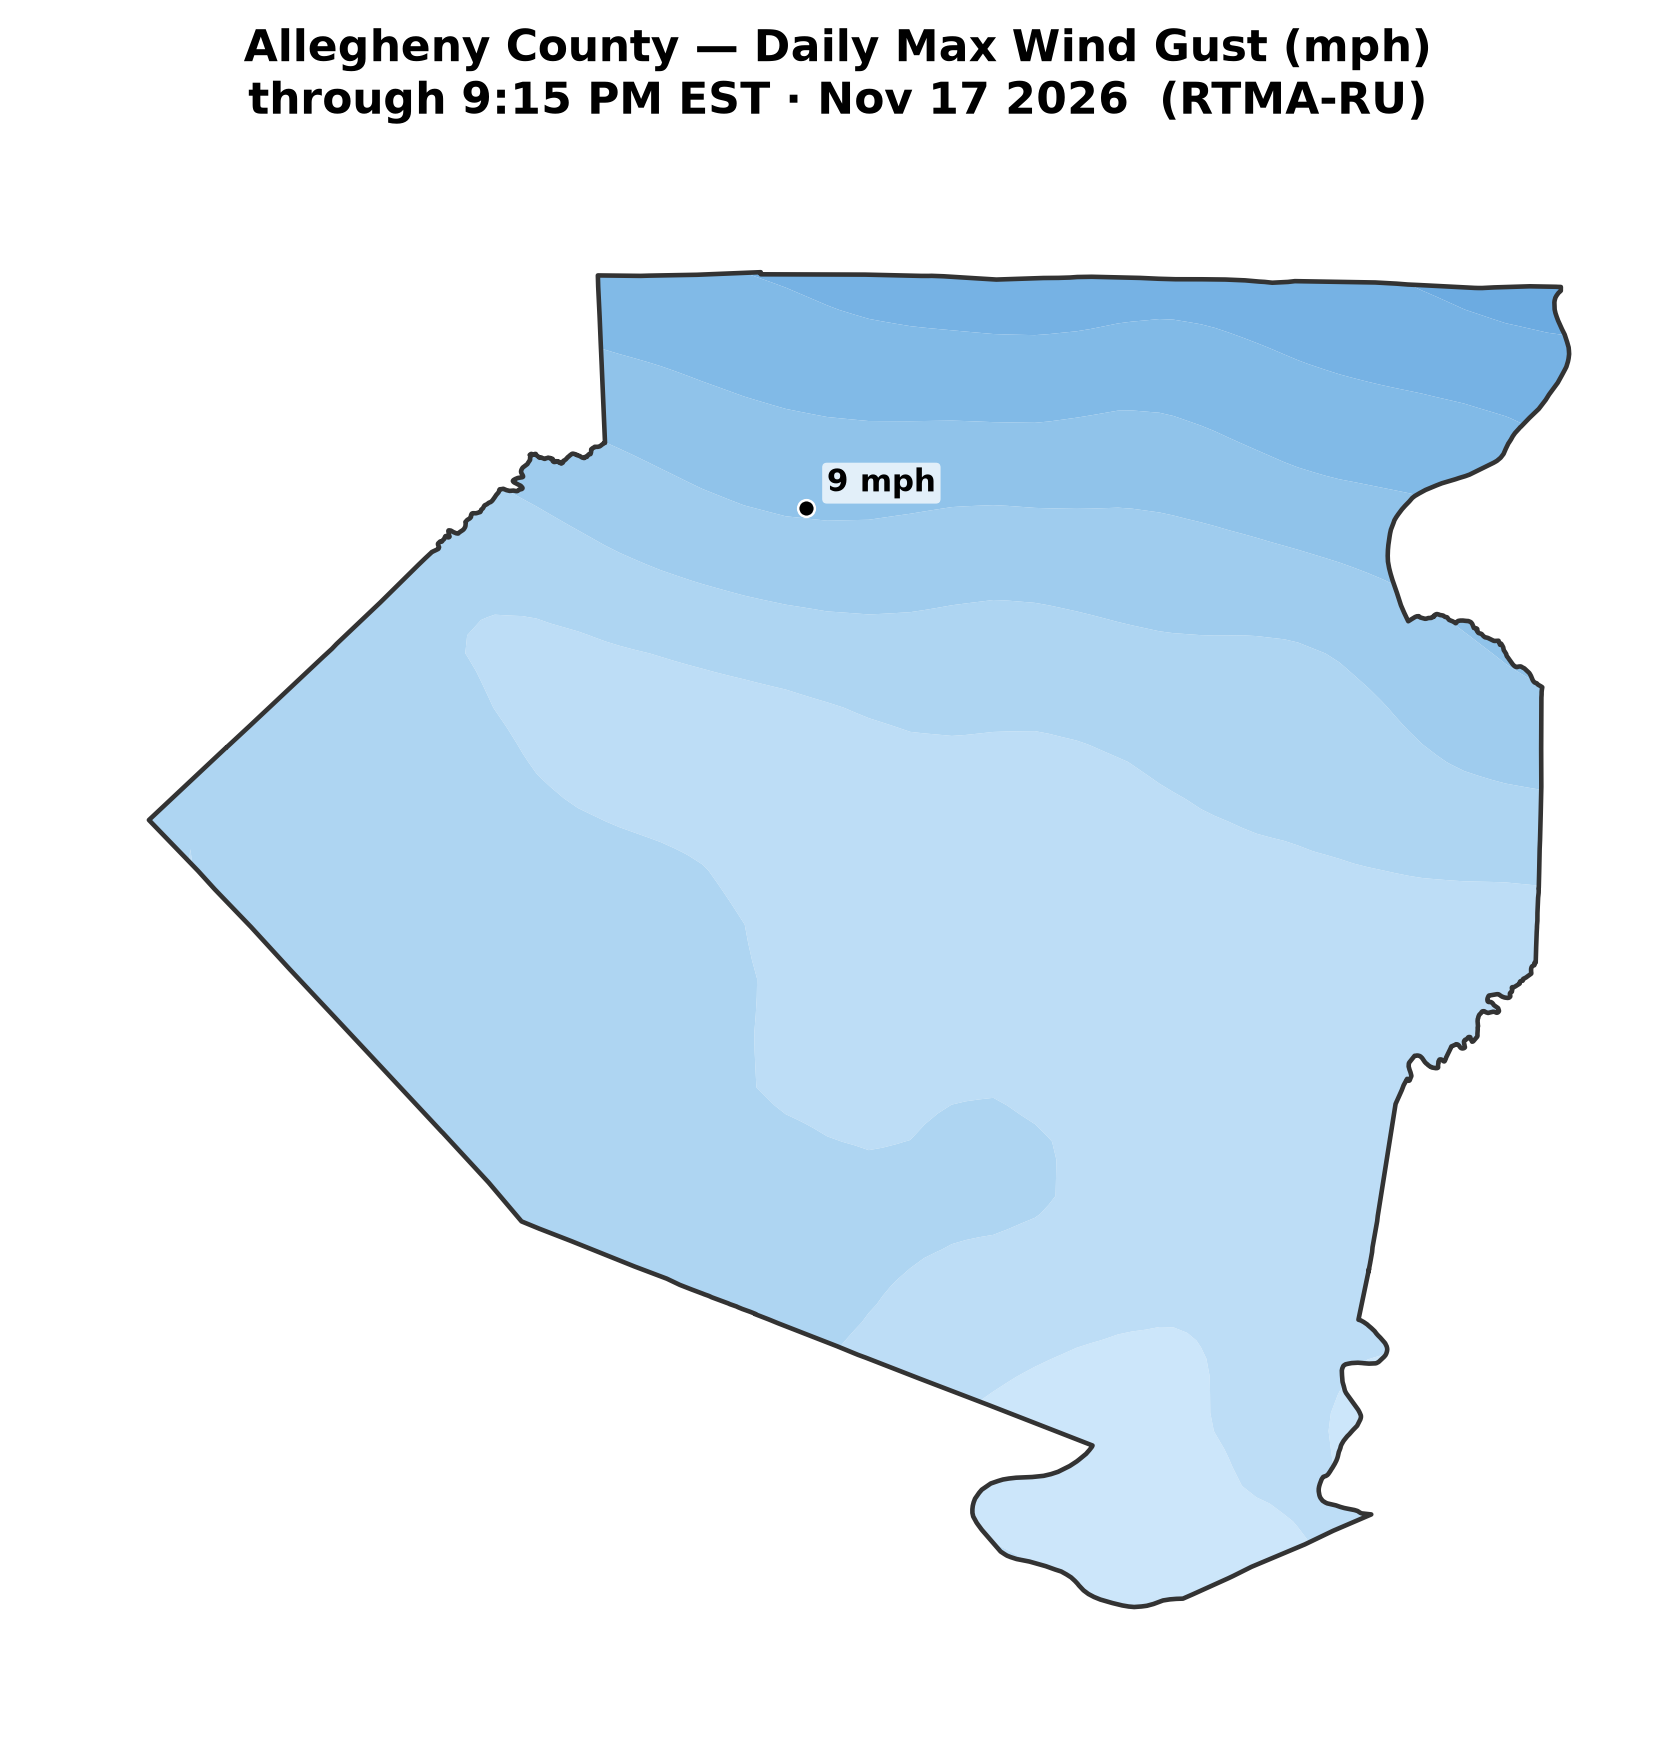 Allegheny County — Daily Max Wind Gust (mph)
through 9:15 PM EST · Nov 17 2026 (RTMA-RU)
9 mph